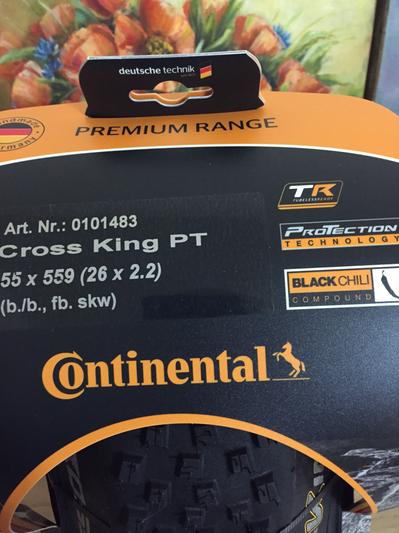 deutsche technik
PREMIUM RANGE
Art. Nr.: 0101483
Cross King PT
55 x 559 (26 x 2.2)
(b./b., fb. skw)
TR
TUBELESS READY
PROTECTION
TECHNOLOGY
BLACK CHILI
COMPOUND
Continental